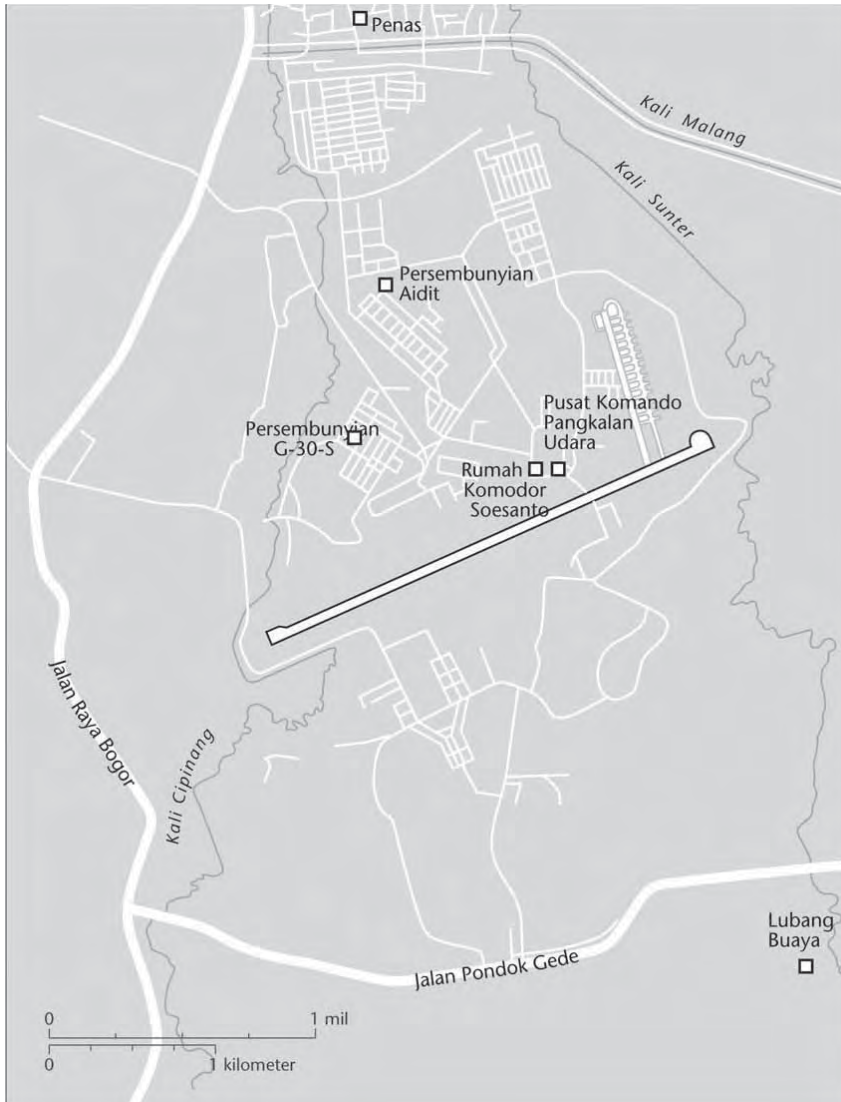 Penas
Kali Malang
Kali Sunter
Persembunyian
Aidit
Pusat Komando
Pangkalan
Udara
Persembunyian
G-30-S
Rumah
Komodor
Soesanto
Jalan Raya Bogor
Kali Cipinang
Lubang
Buaya
Jalan Pondok Gede
0 1 mil
0 1 kilometer